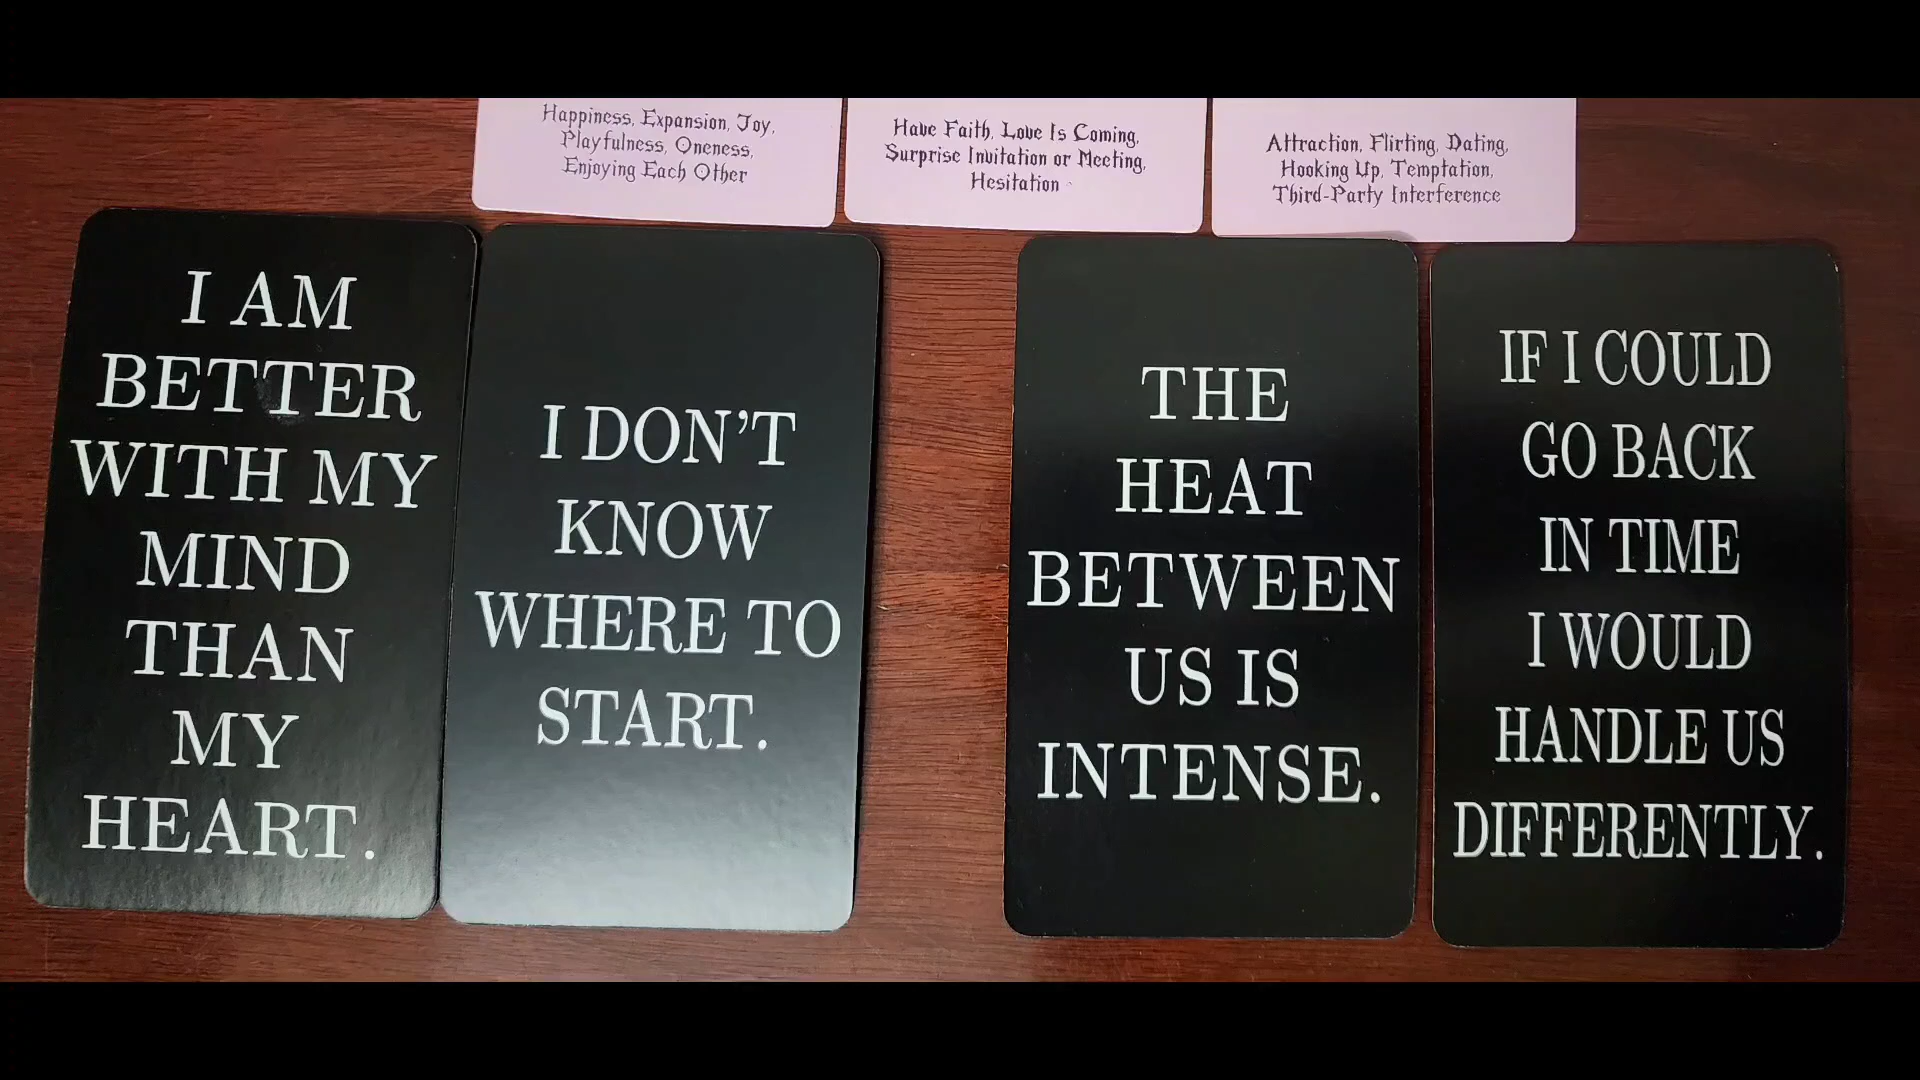 Happiness, Expansion, Joy,
Playfulness, Oneness,
Enjoying Each Other
Have Faith, Love Is Coming,
Surprise Invitation or Meeting,
Hesitation
Attraction, Flirting, Dating,
Hooking Up, Temptation,
Third-Party Interference
I AM
BETTER
WITH MY
MIND
THAN
MY
HEART.
I DON'T
KNOW
WHERE TO
START.
THE
HEAT
BETWEEN
US IS
INTENSE.
IF I COULD
GO BACK
IN TIME
I WOULD
HANDLE US
DIFFERENTLY.